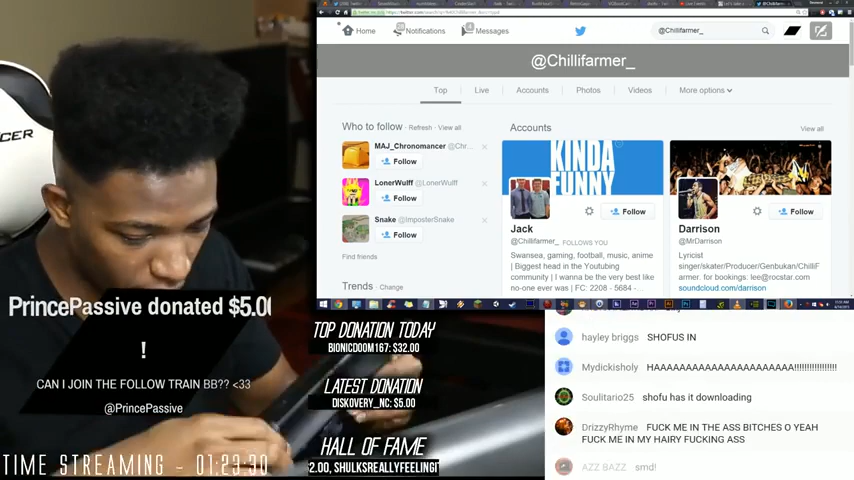 @Chillifarmer_
Home
Notifications
Messages
@Chillifarmer_
Top
Live
Accounts
Photos
Videos
More options
Who to follow · Refresh · View all
MAJ_Chronomancer @Chr...
Follow
LonerWulff @LonerWulff
Follow
Snake @ImposterSnake
Follow
Find friends
Trends · Change
Accounts
View all
KINDA
FUNNY
Follow
Jack
@Chillifarmer_ FOLLOWS YOU
Swansea, gaming, football, music, anime
| Biggest head in the Youtubing
community | I wanna be the very best like
no-one ever was | FC: 2208 - 5684 -...
Follow
Darrison
@MrDarrison
Lyricist
singer/skater/Producer/Genbukan/ChilliF
armer. for bookings: lee@rocstar.com
soundcloud.com/darrison
PrincePassive donated $5.00
!
CAN I JOIN THE FOLLOW TRAIN BB?? <33
@PrincePassive
TIME STREAMING - 01:23:30
TOP DONATION TODAY
BIONICDOOM167: $32.00
LATEST DONATION
DISKOVERY_NC: $5.00
HALL OF FAME
2.00, SHULKSREALLYFEELINGIT
hayley briggs SHOFUS IN
Mydickisholy HAAAAAAAAAAAAAAAAAAAAAA!!!!!!!!!!!!!!!!
Soulitario25 shofu has it downloading
DrizzyRhyme FUCK ME IN THE ASS BITCHES O YEAH
FUCK ME IN MY HAIRY FUCKING ASS
AZZ BAZZ smd!